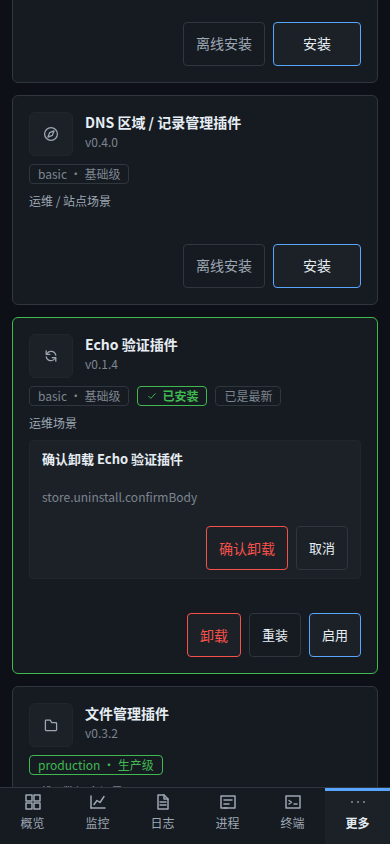 离线安装
安装
DNS 区域 / 记录管理插件
v0.4.0
basic · 基础级
运维 / 站点场景
离线安装
安装
Echo 验证插件
v0.1.4
basic · 基础级
✓ 已安装
已是最新
运维场景
确认卸载 Echo 验证插件
store.uninstall.confirmBody
确认卸载
取消
卸载
重装
启用
文件管理插件
v0.3.2
production · 生产级
概览
监控
日志
进程
终端
更多